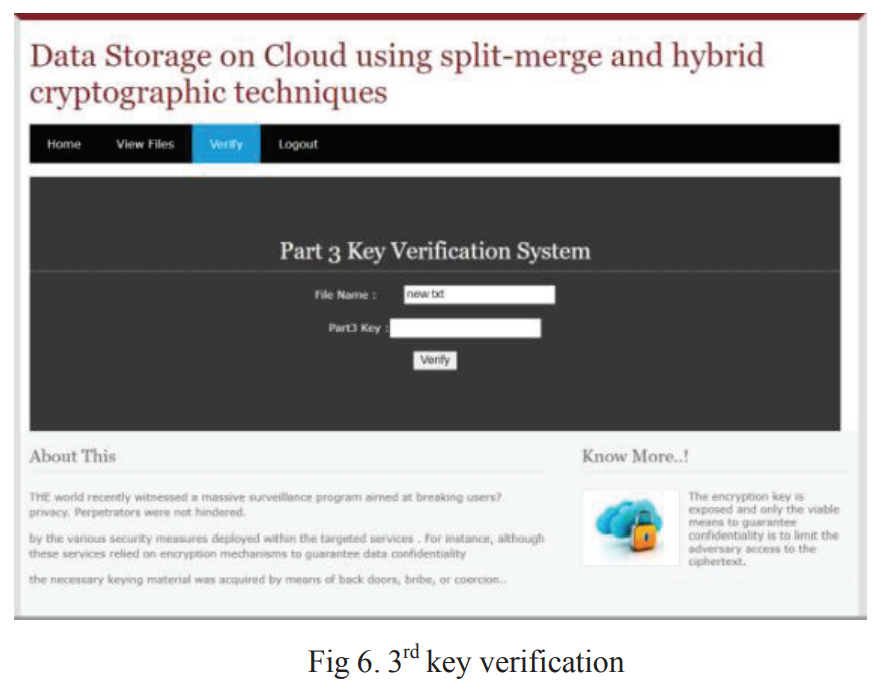 Data Storage on Cloud using split-merge and hybrid
cryptographic techniques
Home View Files Verify Logout
Part 3 Key Verification System
File Name : new.txt
Part3 Key :
Verify
About This
THE world recently witnessed a massive surveillance program aimed at breaking users?
privacy. Perpetrators were not hindered.
by the various security measures deployed within the targeted services . For instance, although
these services relied on encryption mechanisms to guarantee data confidentiality
the necessary keying material was acquired by means of back doors, bribe, or coercion..
Know More..!
The encryption key is
exposed and only the viable
means to guarantee
confidentiality is to limit the
adversary access to the
ciphertext.
Fig 6. 3rd key verification